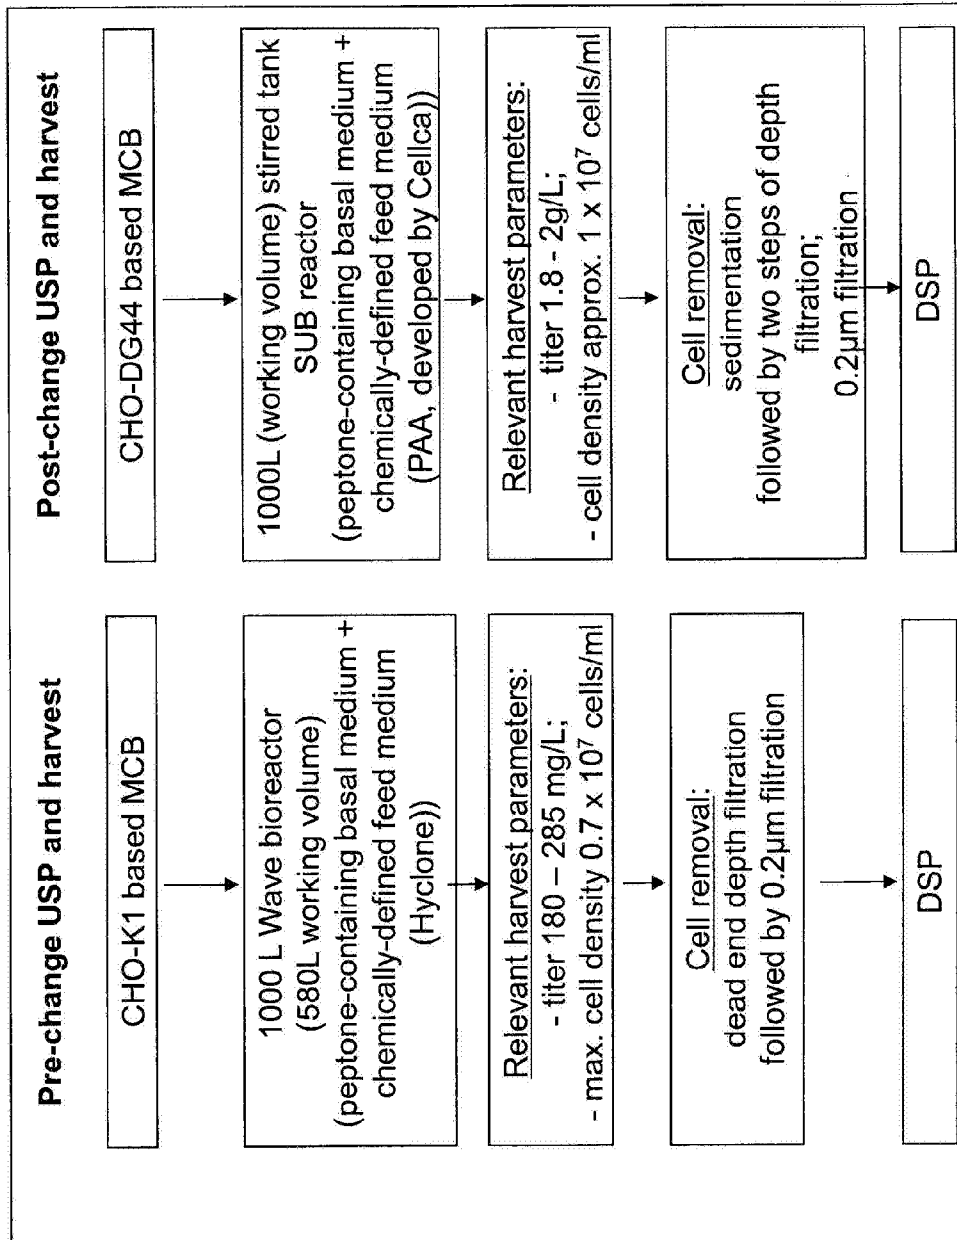 Pre-change USP and harvest
CHO-K1 based MCB
1000 L Wave bioreactor
(580L working volume)
(peptone-containing basal medium +
chemically-defined feed medium
(Hyclone))
Relevant harvest parameters:
- titer 180 – 285 mg/L;
- max. cell density 0.7 x 10⁷ cells/ml
Cell removal:
dead end depth filtration
followed by 0.2µm filtration
DSP
Post-change USP and harvest
CHO-DG44 based MCB
1000L (working volume) stirred tank
SUB reactor
(peptone-containing basal medium +
chemically-defined feed medium
(PAA, developed by Cellca))
Relevant harvest parameters:
- titer 1.8 - 2g/L;
- cell density approx. 1 x 10⁷ cells/ml
Cell removal:
sedimentation
followed by two steps of depth
filtration;
0.2µm filtration
DSP